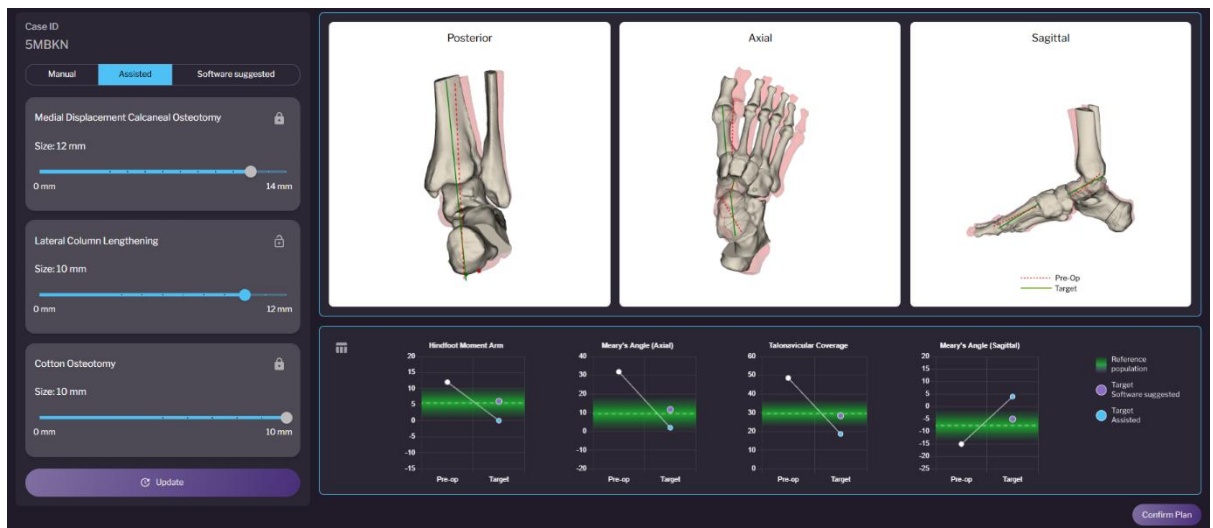 Case ID
5MBKN
Manual Assisted Software suggested
Medial Displacement Calcaneal Osteotomy
Size: 12 mm
0 mm 14 mm
Lateral Column Lengthening
Size: 10 mm
0 mm 12 mm
Cotton Osteotomy
Size: 10 mm
0 mm 10 mm
Update
Posterior
Axial
Sagittal
Pre-Op
Target
Hindfoot Moment Arm
20
15
10
5
0
-5
-10
-15
Pre-op Target
Meary's Angle (Axial)
40
30
20
10
0
-10
-20
Pre-op Target
Talonavicular Coverage
60
50
40
30
20
10
0
Pre-op Target
Meary's Angle (Sagittal)
20
15
10
5
0
-5
-10
-15
-20
-25
Pre-op Target
Reference
population
Target
Software suggested
Target
Assisted
Confirm Plan